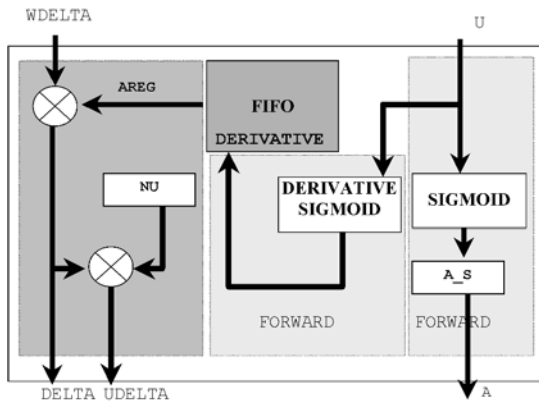 WDELTA
U
AREG
FIFO
DERIVATIVE
NU
DERIVATIVE
SIGMOID
SIGMOID
A_S
FORWARD
FORWARD
DELTA
UDELTA
A